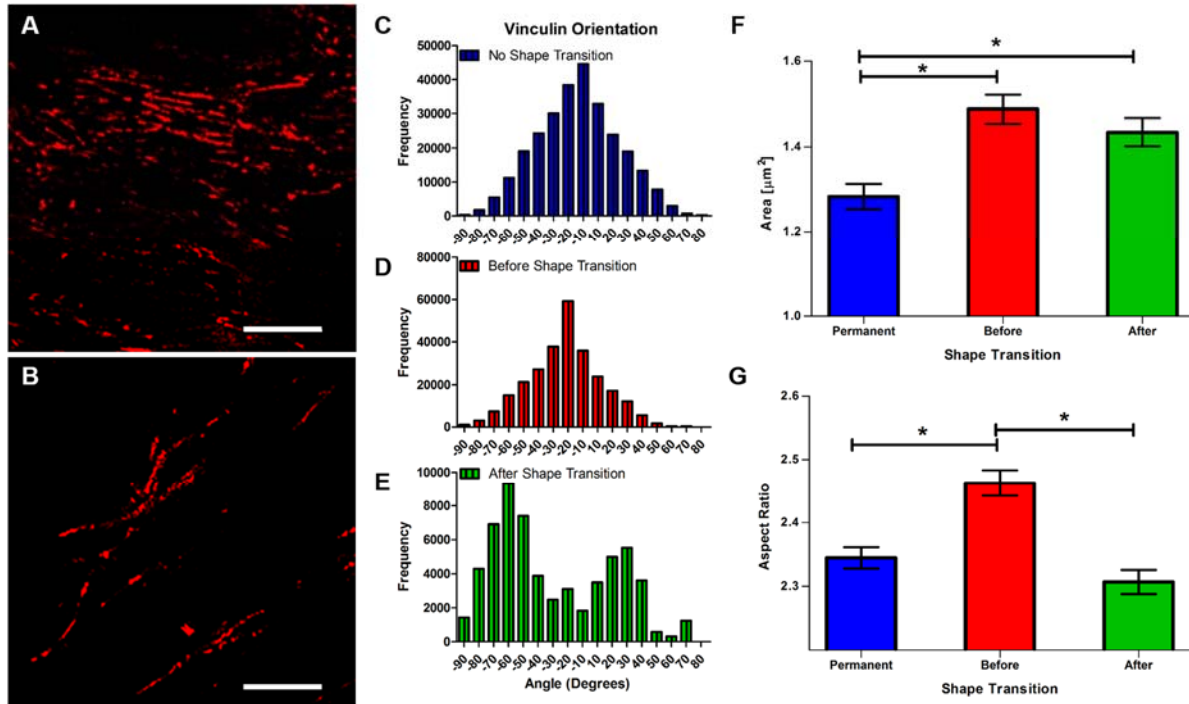 A
B
C
Vinculin Orientation
No Shape Transition
Frequency
50000
40000
30000
20000
10000
0
-90 -80 -70 -60 -50 -40 -30 -20 -10 10 20 30 40 50 60 70 80
D
Before Shape Transition
Frequency
80000
60000
40000
20000
0
-90 -80 -70 -60 -50 -40 -30 -20 -10 10 20 30 40 50 60 70 80
E
After Shape Transition
Frequency
10000
8000
6000
4000
2000
0
-90 -80 -70 -60 -50 -40 -30 -20 -10 10 20 30 40 50 60 70 80
Angle (Degrees)
F
*
*
Area [µm²]
1.6
1.4
1.2
1.0
Permanent Before After
Shape Transition
G
* *
Aspect Ratio
2.6
2.5
2.4
2.3
Permanent Before After
Shape Transition